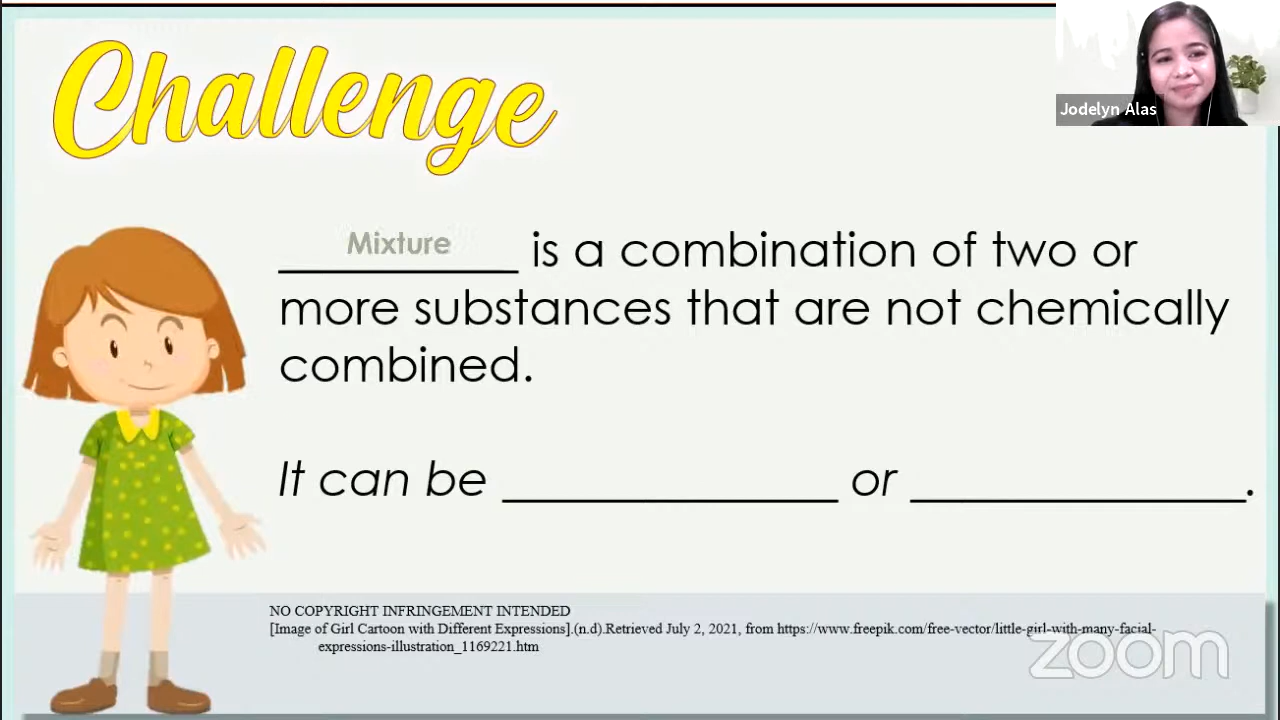 Challenge
Jodelyn Alas
Mixture
__________ is a combination of two or
more substances that are not chemically
combined.
It can be ______________ or ______________.
NO COPYRIGHT INFRINGEMENT INTENDED
[Image of Girl Cartoon with Different Expressions].(n.d).Retrieved July 2, 2021, from https://www.freepik.com/free-vector/little-girl-with-many-facial-
expressions-illustration_1169221.htm
zoom